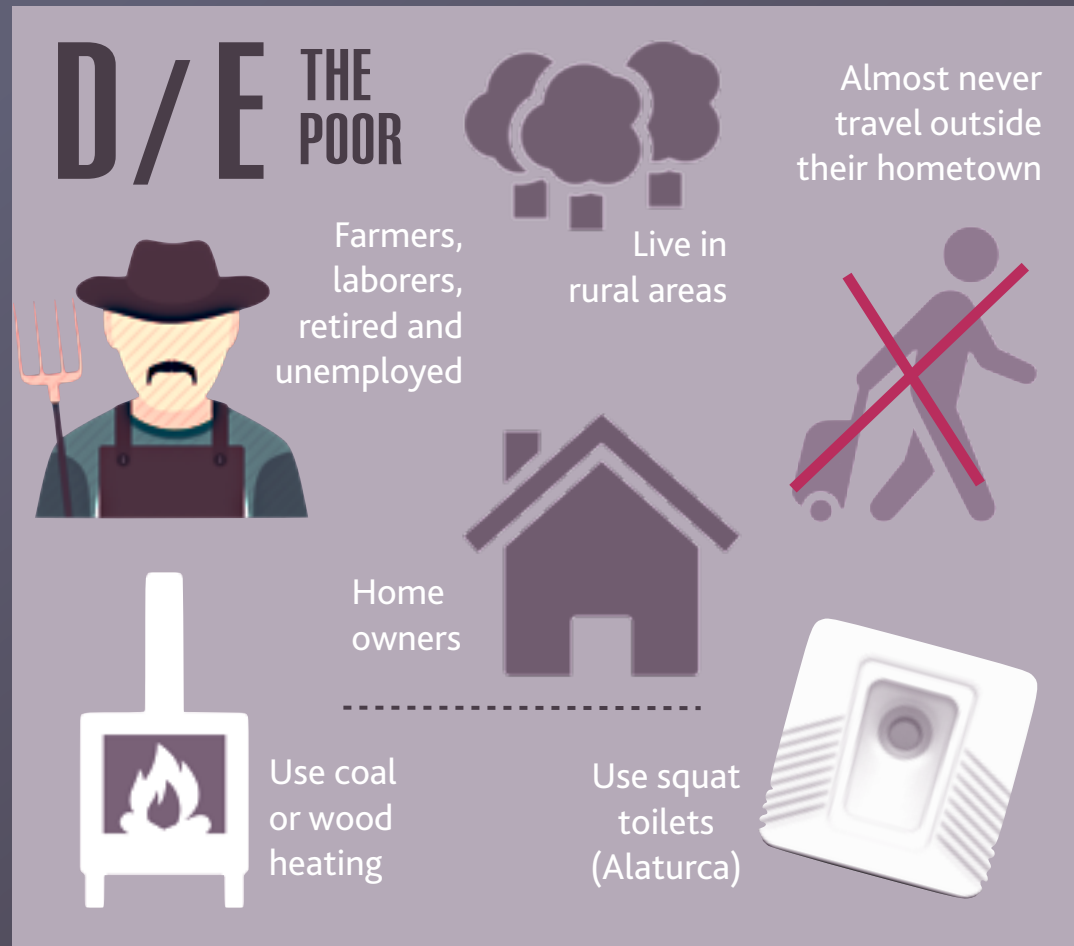 D/E THE
POOR
Almost never
travel outside
their hometown
Farmers,
laborers,
retired and
unemployed
Live in
rural areas
Home
owners
Use coal
or wood
heating
Use squat
toilets
(Alaturca)